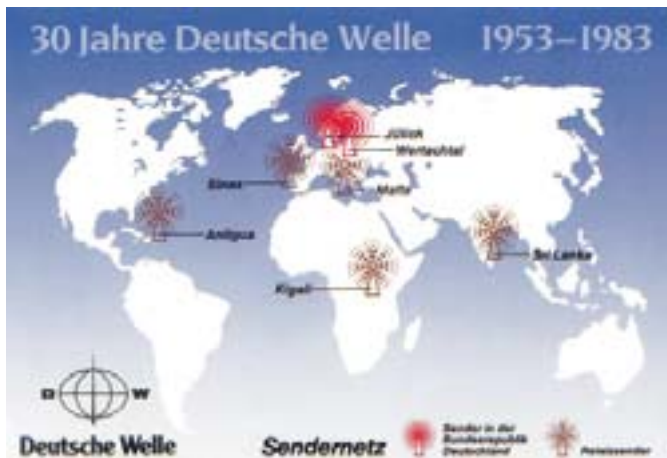 30 Jahre Deutsche Welle 1953–1983
Jülich
Wertachtal
Sines
Malta
Antigua
Sri Lanka
Kigali
D W
Deutsche Welle
Sendernetz
Sender in der
Bundesrepublik
Deutschland
Relaissender